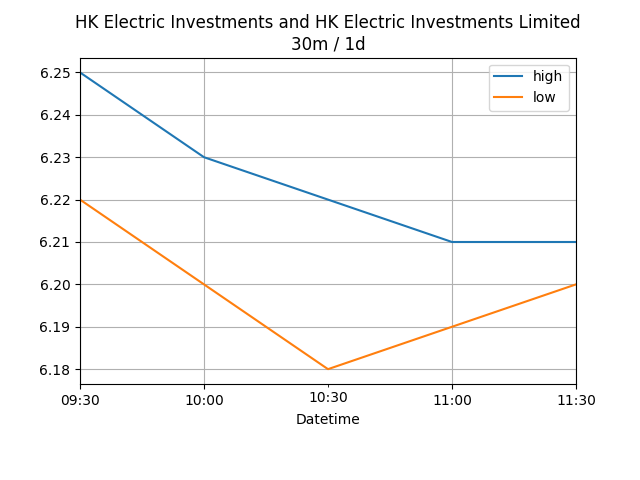 HK Electric Investments and HK Electric Investments Limited
30m / 1d
high
low
6.25
6.24
6.23
6.22
6.21
6.20
6.19
6.18
09:30 10:00 10:30 11:00 11:30
Datetime